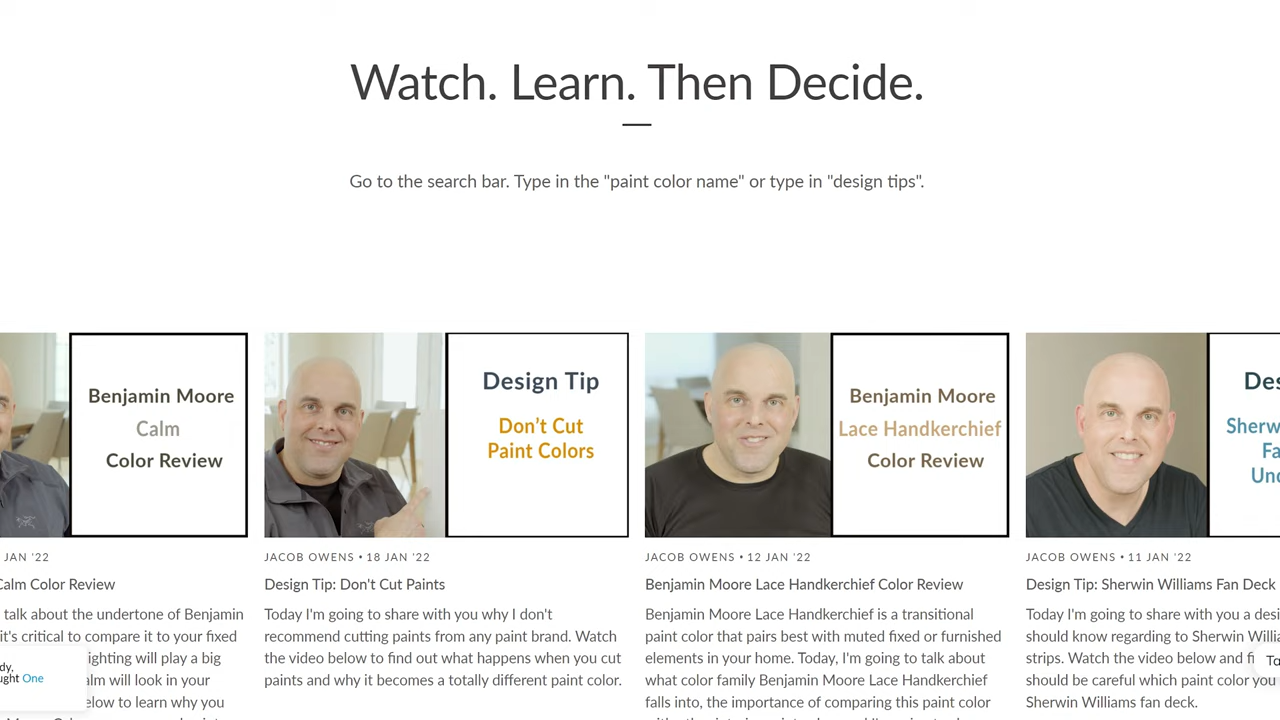 Watch. Learn. Then Decide.
Go to the search bar. Type in the "paint color name" or type in "design tips".
Benjamin Moore
Calm
Color Review
JAN '22
Calm Color Review
talk about the undertone of Benjamin
it's critical to compare it to your fixed
lighting will play a big
alm will look in your
elow to learn why you
dy,
ught One
Design Tip
Don't Cut
Paint Colors
JACOB OWENS • 18 JAN '22
Design Tip: Don't Cut Paints
Today I'm going to share with you why I don't
recommend cutting paints from any paint brand. Watch
the video below to find out what happens when you cut
paints and why it becomes a totally different paint color.
Benjamin Moore
Lace Handkerchief
Color Review
JACOB OWENS • 12 JAN '22
Benjamin Moore Lace Handkerchief Color Review
Benjamin Moore Lace Handkerchief is a transitional
paint color that pairs best with muted fixed or furnished
elements in your home. Today, I'm going to talk about
what color family Benjamin Moore Lace Handkerchief
falls into, the importance of comparing this paint color
Des
Sherw
Fa
Und
JACOB OWENS • 11 JAN '22
Design Tip: Sherwin Williams Fan Deck
Today I'm going to share with you a desi
should know regarding to Sherwin Willia
strips. Watch the video below and f
should be careful which paint color you
Sherwin Williams fan deck.
Ta